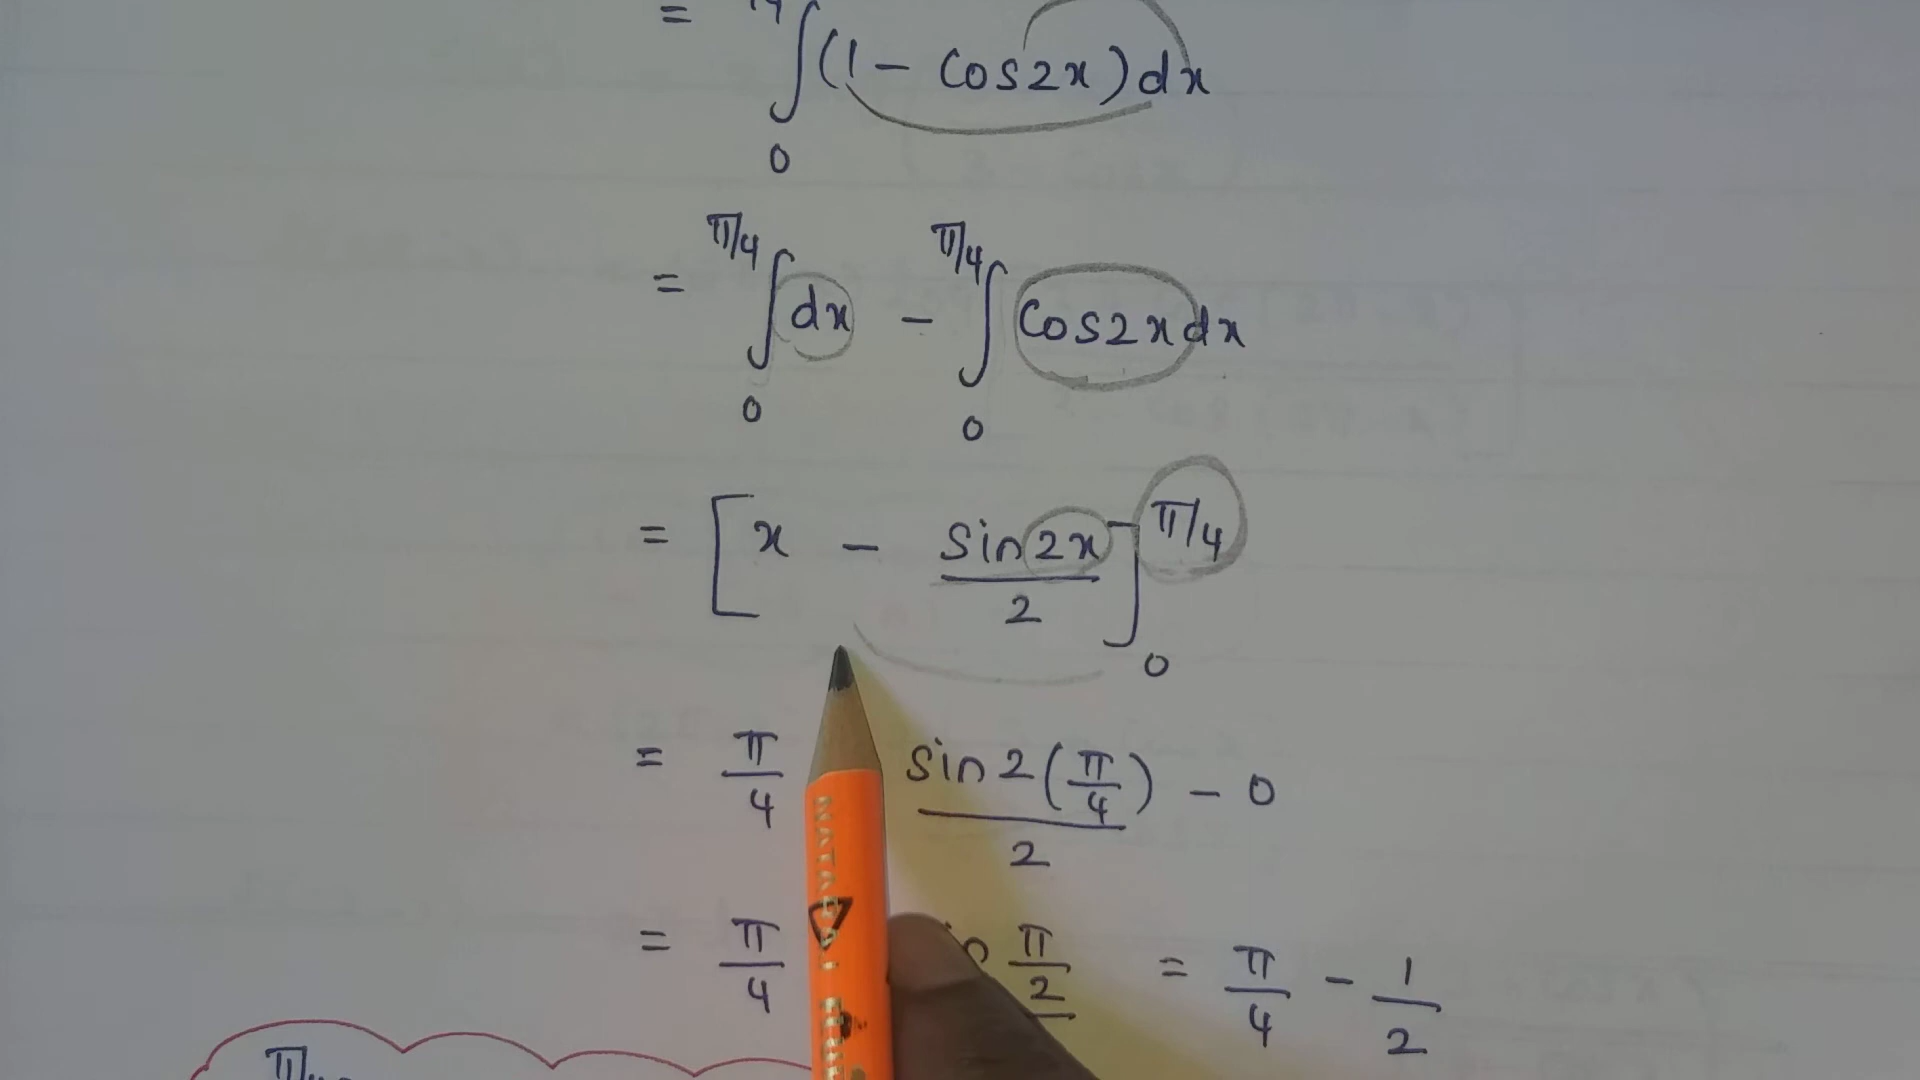 = ∫₀ (1 - Cos2x)dx
= ∫₀^(π/4) dx - ∫₀^(π/4) Cos2x dx
= [x - Sin2x/2]₀^(π/4)
= π/4 sin2(π/4)/2 - 0
= π/4 π/2 = π/4 - 1/2
NATARAJ